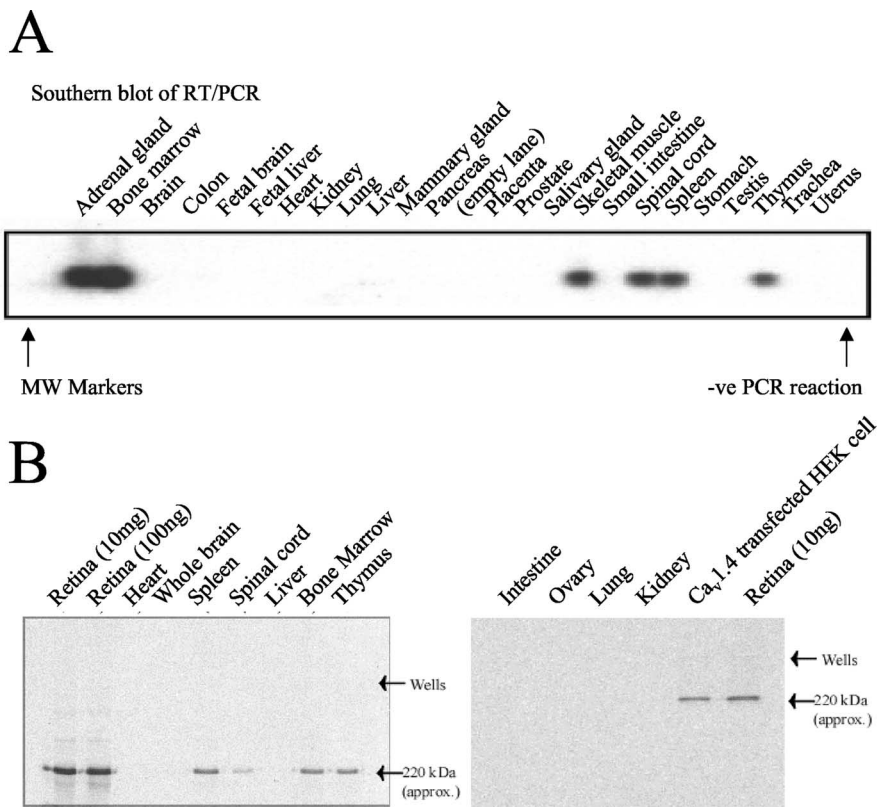 A
Southern blot of RT/PCR
Adrenal gland
Bone marrow
Brain
Colon
Fetal brain
Fetal liver
Heart
Kidney
Lung
Liver
Mammary gland
Pancreas
(empty lane)
Placenta
Prostate
Salivary gland
Skeletal muscle
Small intestine
Spinal cord
Spleen
Stomach
Testis
Thymus
Trachea
Uterus
MW Markers
-ve PCR reaction
B
Retina (10mg)
Retina (100ng)
Heart
Whole brain
Spleen
Spinal cord
Liver
Bone Marrow
Thymus
Wells
220 kDa
(approx.)
Intestine
Ovary
Lung
Kidney
Cav1.4 transfected HEK cell
Retina (10ng)
Wells
220 kDa
(approx.)